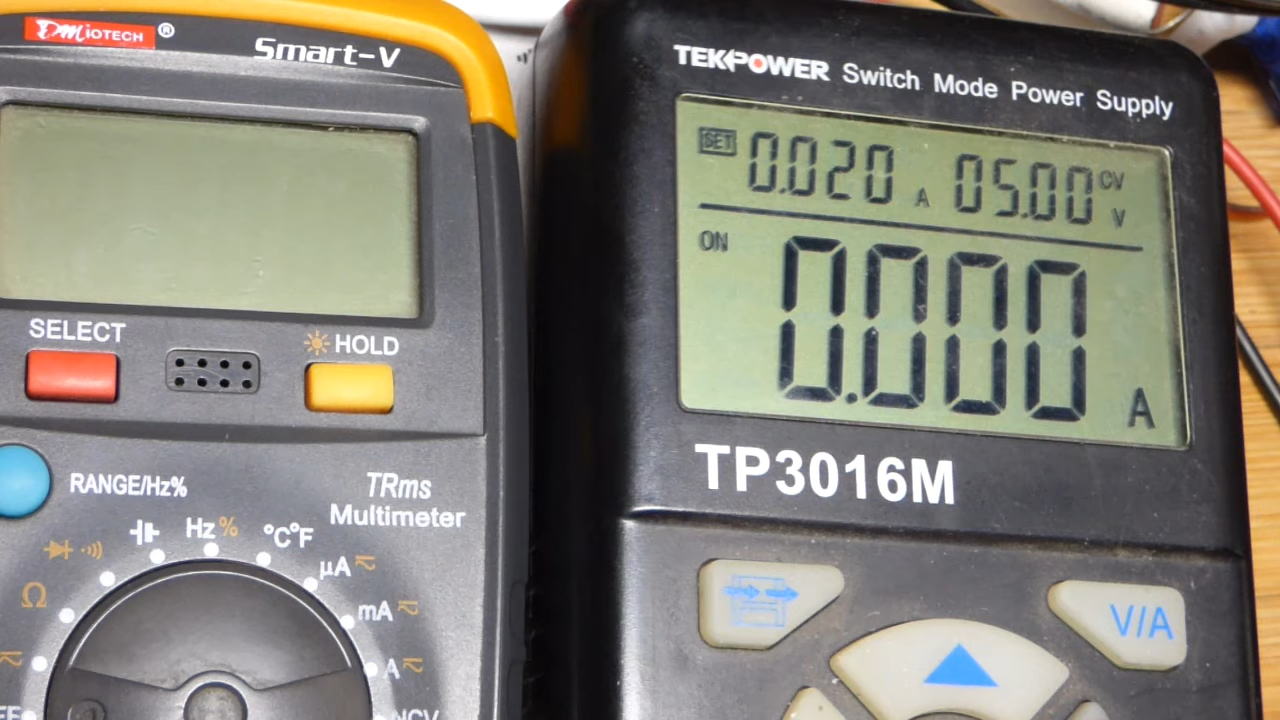 DMiOTECH®
Smart-V
SELECT
HOLD
RANGE/Hz%
TRms
Multimeter
Hz %
°C°F
µA
Ω
mA
A
NCV
TEKPOWER Switch Mode Power Supply
SET 0.020 A 05.00 CV V
ON 0.000 A
TP3016M
V/A